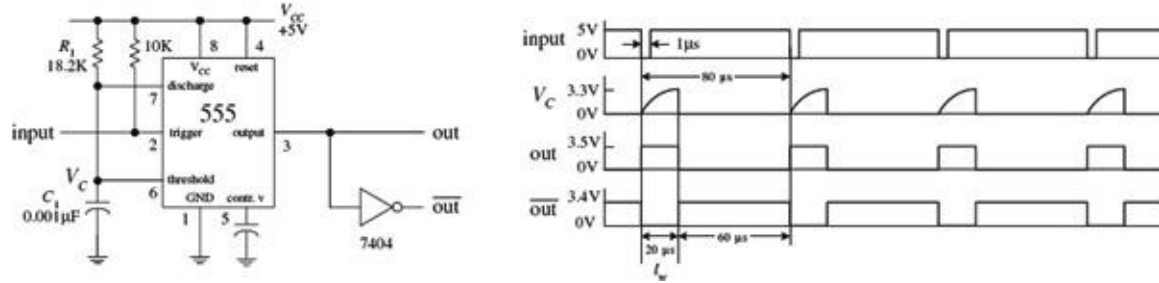 V_CC
+5V
R_1
18.2K
10K
8
4
V_CC
reset
discharge
7
555
input
trigger
output
out
2
3
V_C
threshold
6
C_1
0.001µF
GND
contr. v
1
5
7404
out
input
5V
0V
1µs
80 µs
V_C
3.3V
0V
out
3.5V
0V
out
3.4V
0V
20 µs
60 µs
t_w